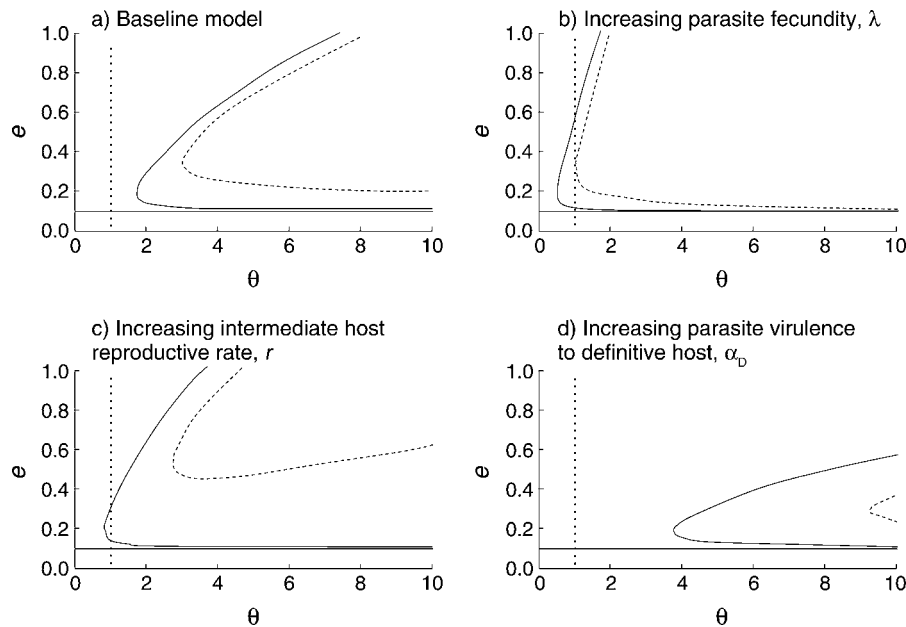 a) Baseline model
1.0
0.8
0.6
0.4
0.2
0.0
e
0 2 4 6 8 10
θ
b) Increasing parasite fecundity, λ
1.0
0.8
0.6
0.4
0.2
0.0
e
0 2 4 6 8 10
θ
c) Increasing intermediate host
reproductive rate, r
1.0
0.8
0.6
0.4
0.2
0.0
e
0 2 4 6 8 10
θ
d) Increasing parasite virulence
to definitive host, α_D
1.0
0.8
0.6
0.4
0.2
0.0
e
0 2 4 6 8 10
θ